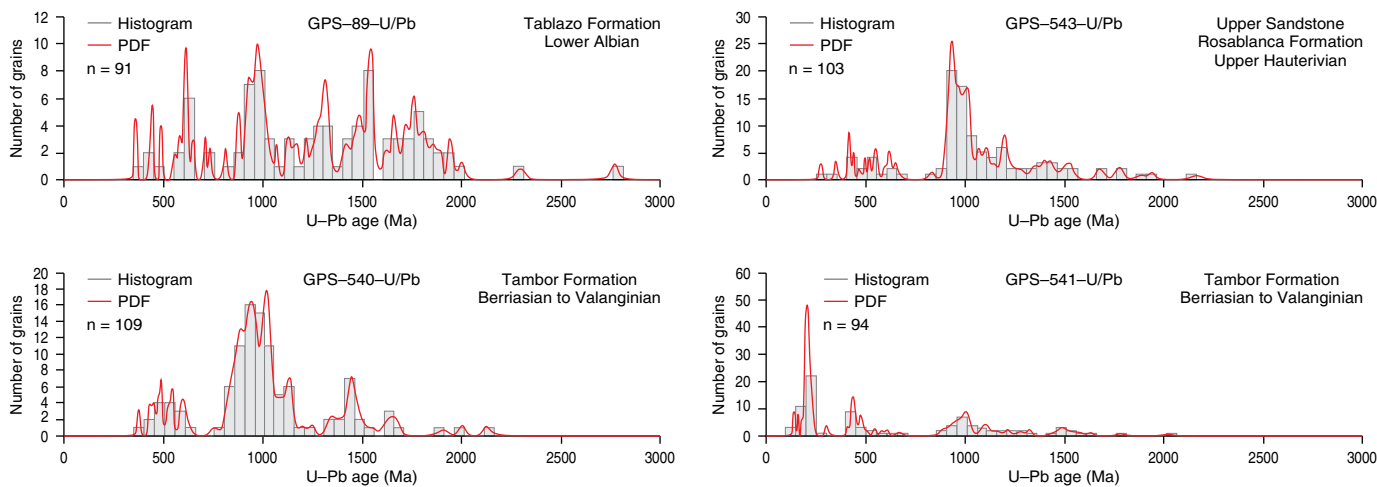 GPS–89–U/Pb
Tablazo Formation
Lower Albian
Histogram
PDF
n = 91
Number of grains
12
10
8
6
4
2
0
0 500 1000 1500 2000 2500 3000
U–Pb age (Ma)
GPS–543–U/Pb
Upper Sandstone
Rosablanca Formation
Upper Hauterivian
Histogram
PDF
n = 103
Number of grains
30
25
20
15
10
5
0
0 500 1000 1500 2000 2500 3000
U–Pb age (Ma)
GPS–540–U/Pb
Tambor Formation
Berriasian to Valanginian
Histogram
PDF
n = 109
Number of grains
20
18
16
14
12
10
8
6
4
2
0
0 500 1000 1500 2000 2500 3000
U–Pb age (Ma)
GPS–541–U/Pb
Tambor Formation
Berriasian to Valanginian
Histogram
PDF
n = 94
Number of grains
60
50
40
30
20
10
0
0 500 1000 1500 2000 2500 3000
U–Pb age (Ma)